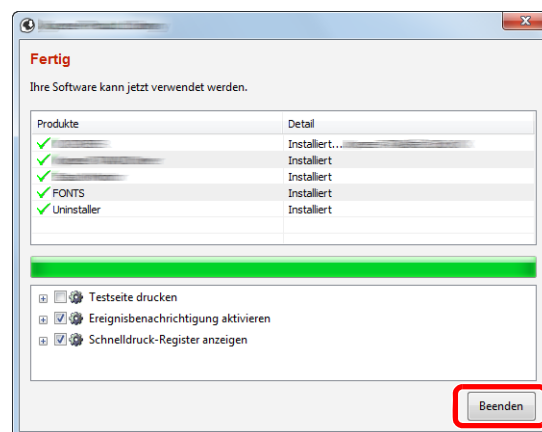 Fertig
Ihre Software kann jetzt verwendet werden.
Produkte Detail
Installiert...
Installiert
Installiert
FONTS Installiert
Uninstaller Installiert
Testseite drucken
Ereignisbenachrichtigung aktivieren
Schnelldruck-Register anzeigen
Beenden